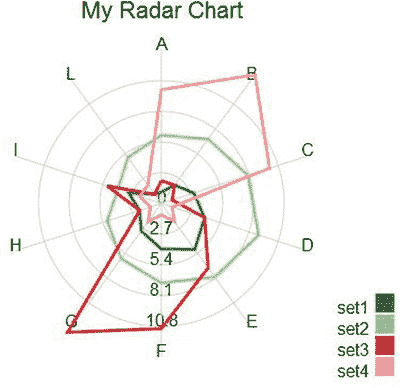 My Radar Chart
A
L
B
I
C
0
2.7
H
D
5.4
8.1
G
10.8
E
F
set1
set2
set3
set4